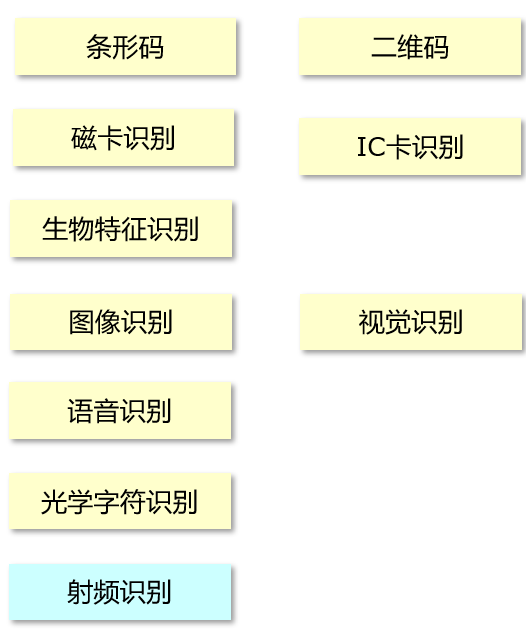 条形码
二维码
磁卡识别
IC卡识别
生物特征识别
图像识别
视觉识别
语音识别
光学字符识别
射频识别